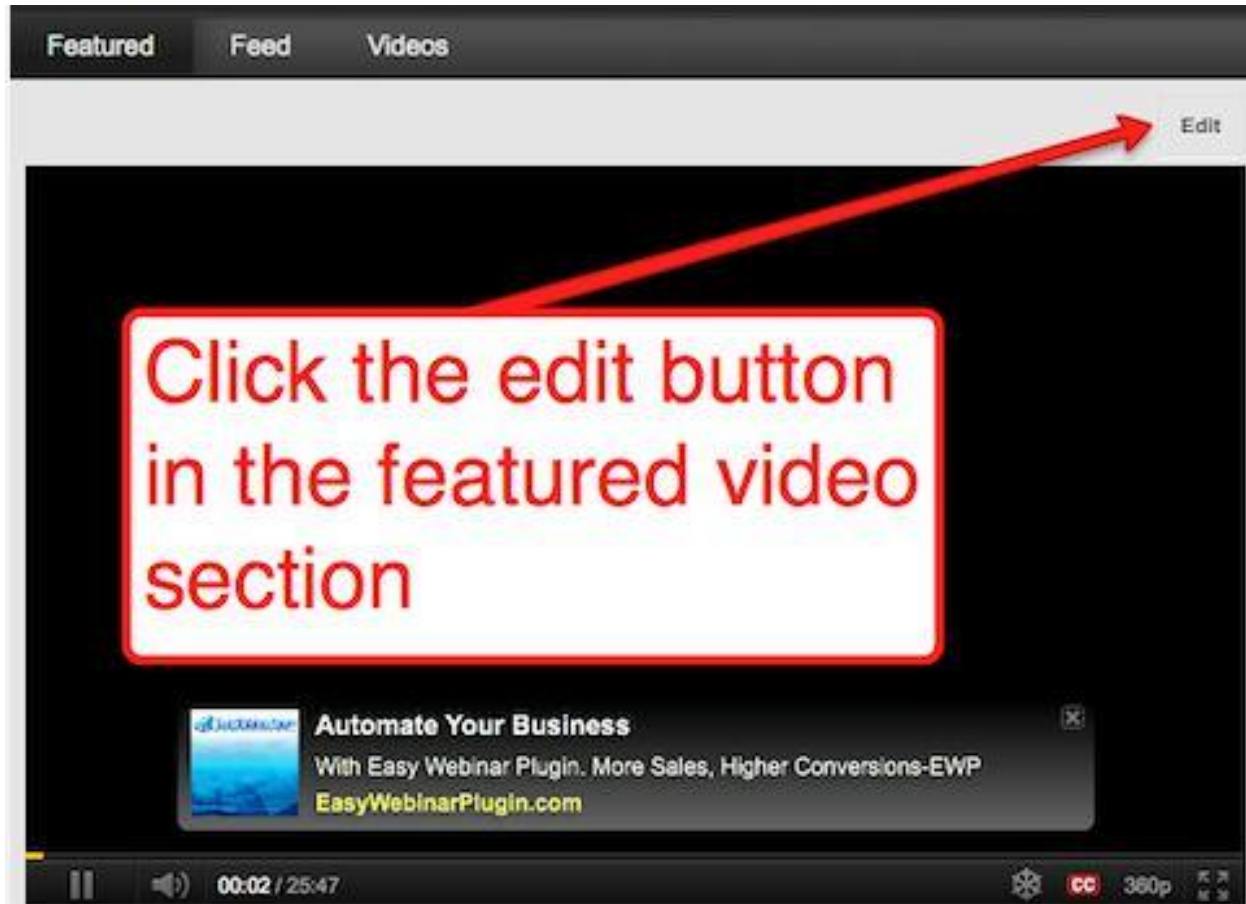 Featured Feed Videos
Edit
Click the edit button
in the featured video
section
Automate Your Business
With Easy Webinar Plugin. More Sales, Higher Conversions-EWP
EasyWebinarPlugin.com
00:02 / 25:47
CC 360p